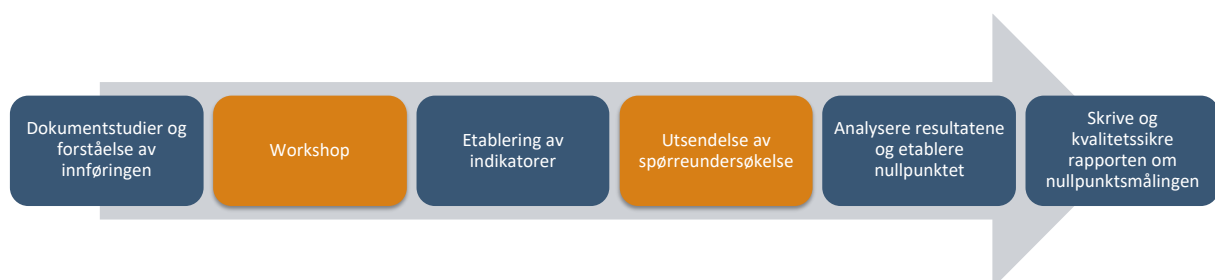 Dokumentstudier og
forståelse av
innføringen
Workshop
Etablering av
indikatorer
Utsendelse av
spørreundersøkelse
Analysere resultatene
og etablere
nullpunktet
Skrive og
kvalitetssikre
rapporten om
nullpunktsmålingen